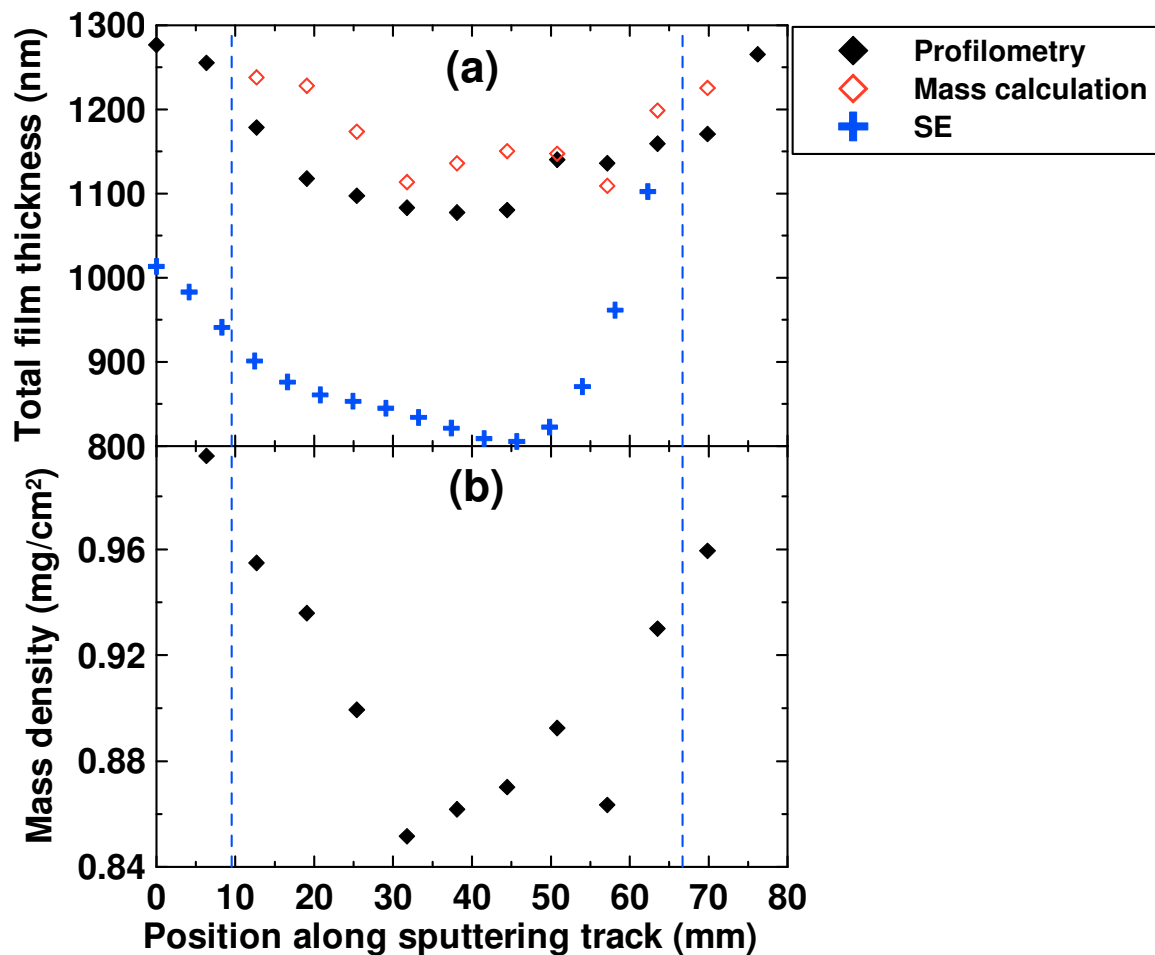 1300
1200
1100
1000
900
800
Total film thickness (nm)
(a)
Profilometry
Mass calculation
SE
0.96
0.92
0.88
0.84
Mass density (mg/cm²)
(b)
0 10 20 30 40 50 60 70 80
Position along sputtering track (mm)